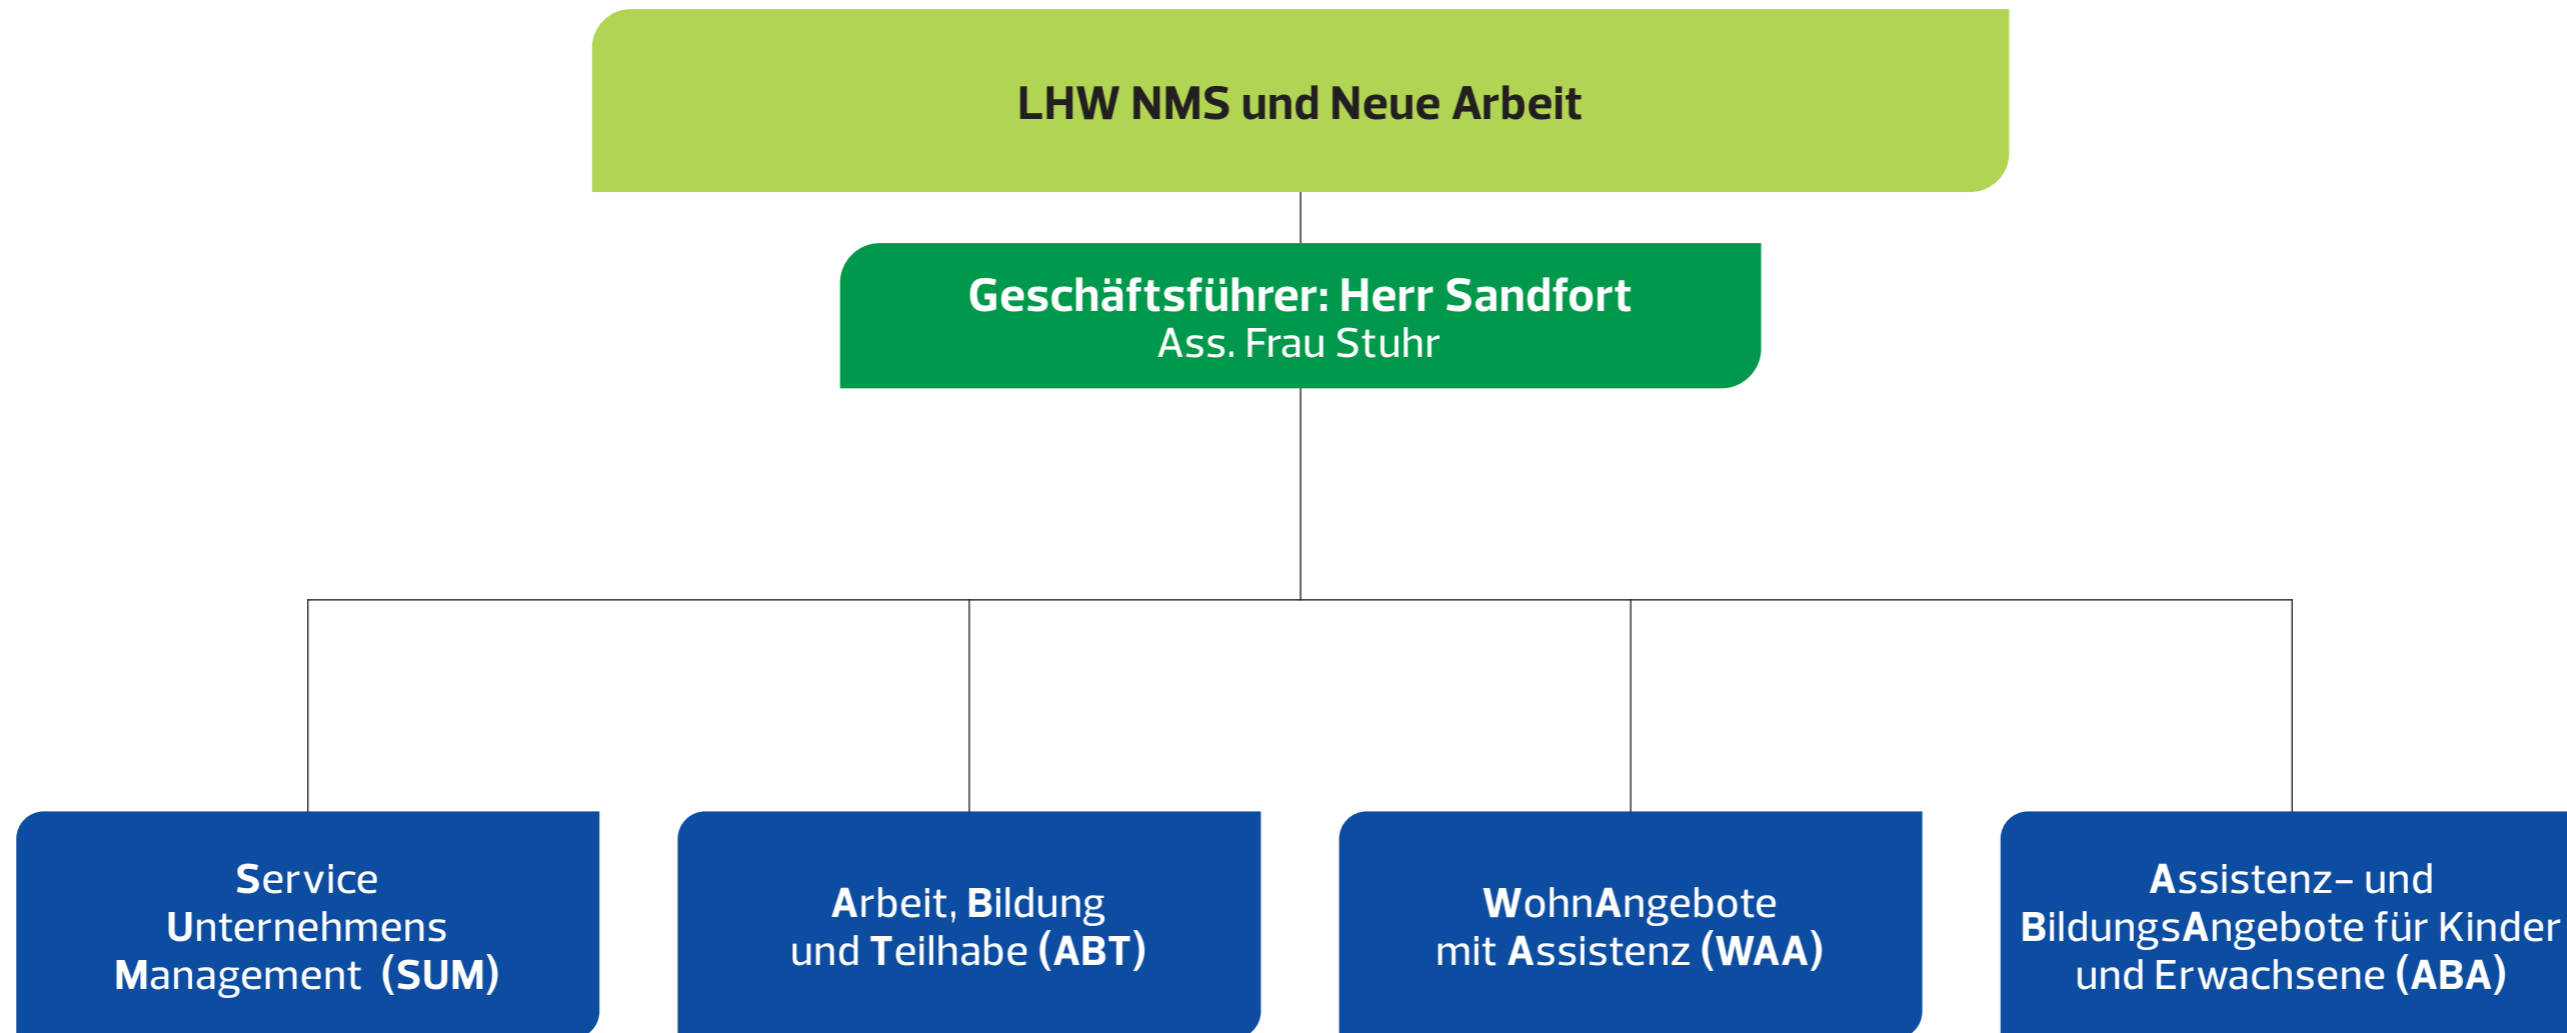 LHW NMS und Neue Arbeit
Geschäftsführer: Herr Sandfort
Ass. Frau Stuhr
Service
Unternehmens
Management (SUM)
Arbeit, Bildung
und Teilhabe (ABT)
WohnAngebote
mit Assistenz (WAA)
Assistenz- und
BildungsAngebote für Kinder
und Erwachsene (ABA)